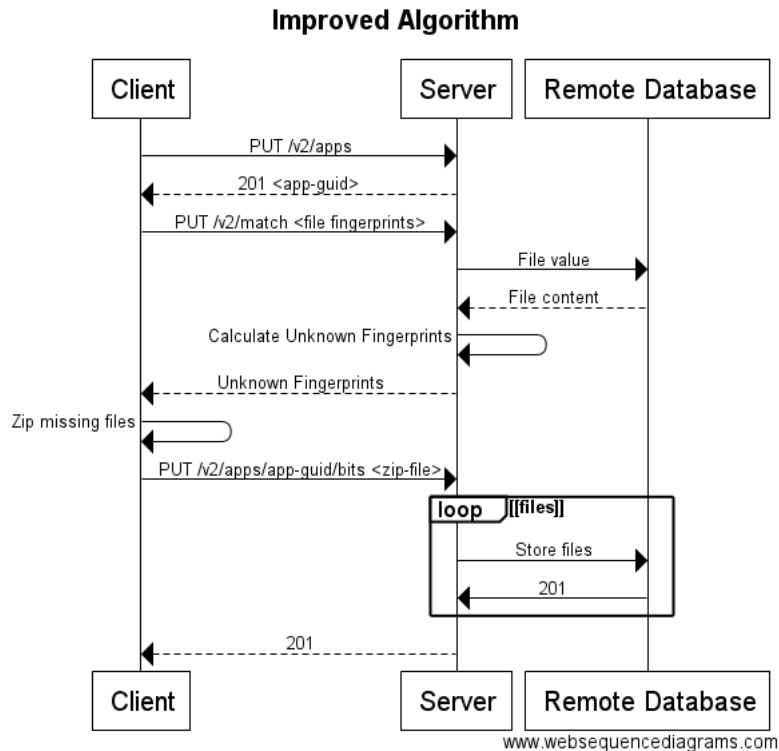 Improved Algorithm
Client
Server
Remote Database
PUT /v2/apps
201 <app-guid>
PUT /v2/match <file fingerprints>
File value
File content
Calculate Unknown Fingerprints
Unknown Fingerprints
Zip missing files
PUT /v2/apps/app-guid/bits <zip-file>
loop
[[files]]
Store files
201
201
Client
Server
Remote Database
www.websequencediagrams.com